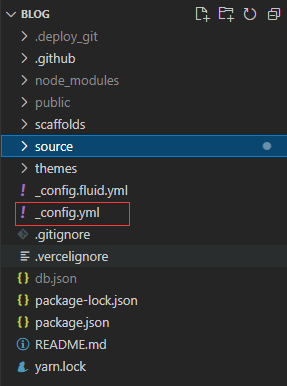 BLOG
.deploy_git
.github
node_modules
public
scaffolds
source
themes
_config.fluid.yml
_config.yml
.gitignore
.vercelignore
db.json
package-lock.json
package.json
README.md
yarn.lock